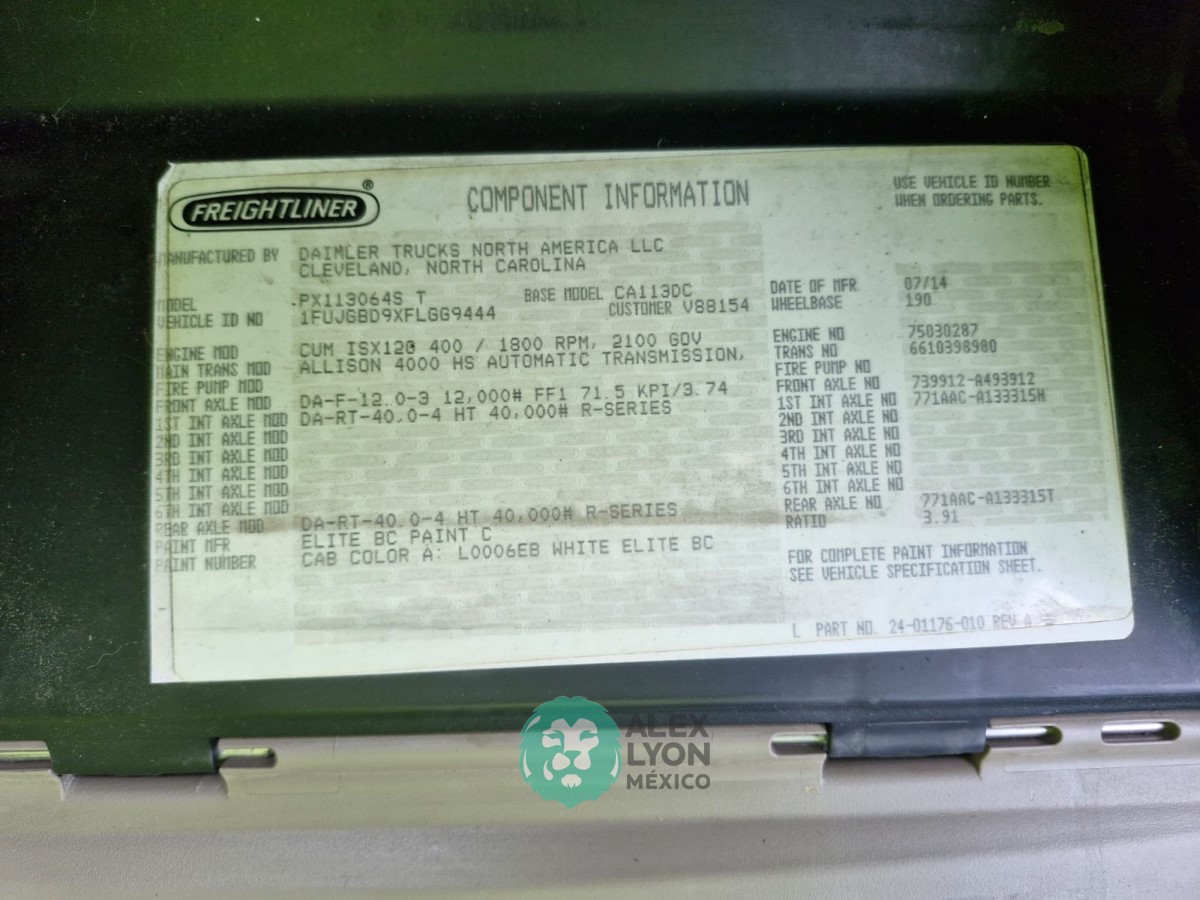 FREIGHTLINER ®
COMPONENT INFORMATION
USE VEHICLE ID NUMBER
WHEN ORDERING PARTS.
MANUFACTURED BY DAIMLER TRUCKS NORTH AMERICA LLC
CLEVELAND, NORTH CAROLINA
MODEL PX113064S T BASE MODEL CA113DC DATE OF MFR 07/14
VEHICLE ID NO 1FUJGBD9XFLGG9444 CUSTOMER V88154 WHEELBASE 190
ENGINE MOD CUM ISX120 400 / 1800 RPM, 2100 GOV ENGINE NO 75030287
MAIN TRANS MOD ALLISON 4000 HS AUTOMATIC TRANSMISSION, TRANS NO 6610398980
FIRE PUMP MOD FIRE PUMP NO
FRONT AXLE MOD DA-F-12.0-3 12,000# FF1 71.5 KPI/3.74 FRONT AXLE NO 739912-A493912
1ST INT AXLE MOD DA-RT-40.0-4 HT 40,000# R-SERIES 1ST INT AXLE NO 771AAC-A133315H
2ND INT AXLE MOD 2ND INT AXLE NO
3RD INT AXLE MOD 3RD INT AXLE NO
4TH INT AXLE MOD 4TH INT AXLE NO
5TH INT AXLE MOD 5TH INT AXLE NO
6TH INT AXLE MOD 6TH INT AXLE NO
REAR AXLE MOD DA-RT-40.0-4 HT 40,000# R-SERIES REAR AXLE NO 771AAC-A133315T
PAINT MFR ELITE BC PAINT C RATIO 3.91
PAINT NUMBER CAB COLOR A: L0006EB WHITE ELITE BC
FOR COMPLETE PAINT INFORMATION
SEE VEHICLE SPECIFICATION SHEET.
L PART NO. 24-01176-010 REV A
ALEX
LYON
MÉXICO